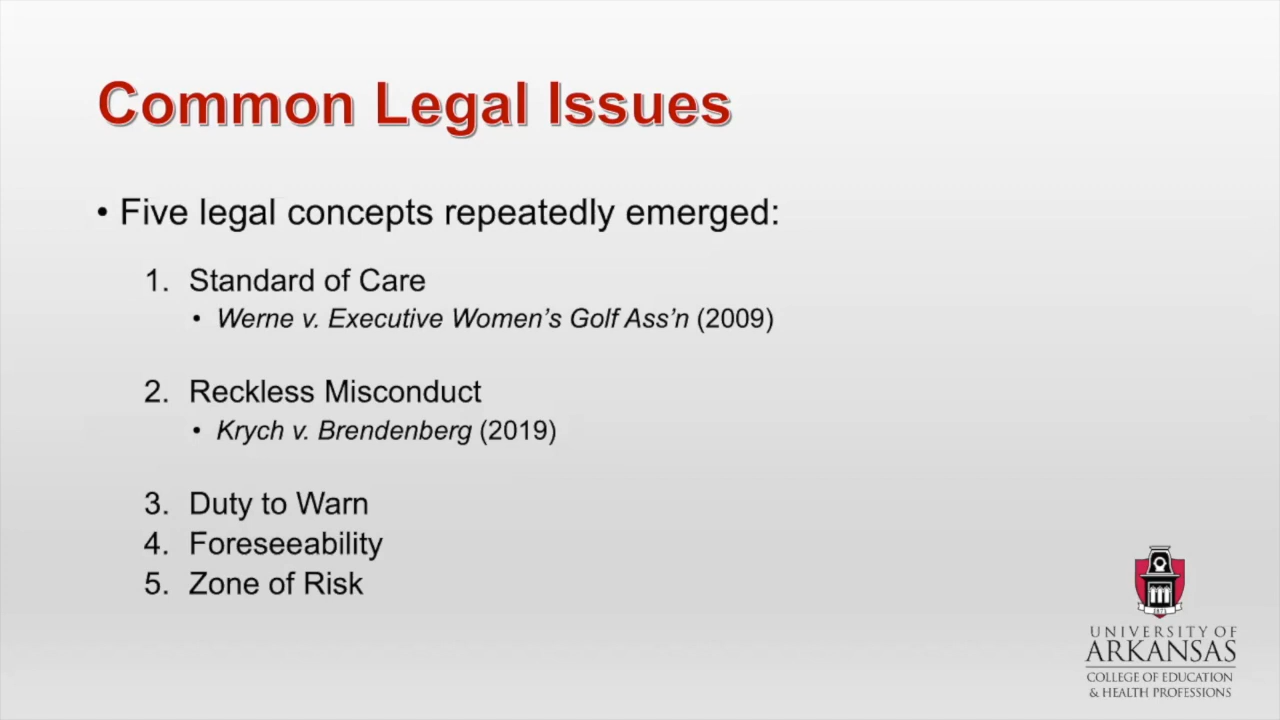 Common Legal Issues
• Five legal concepts repeatedly emerged:
1. Standard of Care
• Werne v. Executive Women's Golf Ass'n (2009)
2. Reckless Misconduct
• Krych v. Brendenberg (2019)
3. Duty to Warn
4. Foreseeability
5. Zone of Risk
1871
UNIVERSITY OF
ARKANSAS
COLLEGE OF EDUCATION
& HEALTH PROFESSIONS